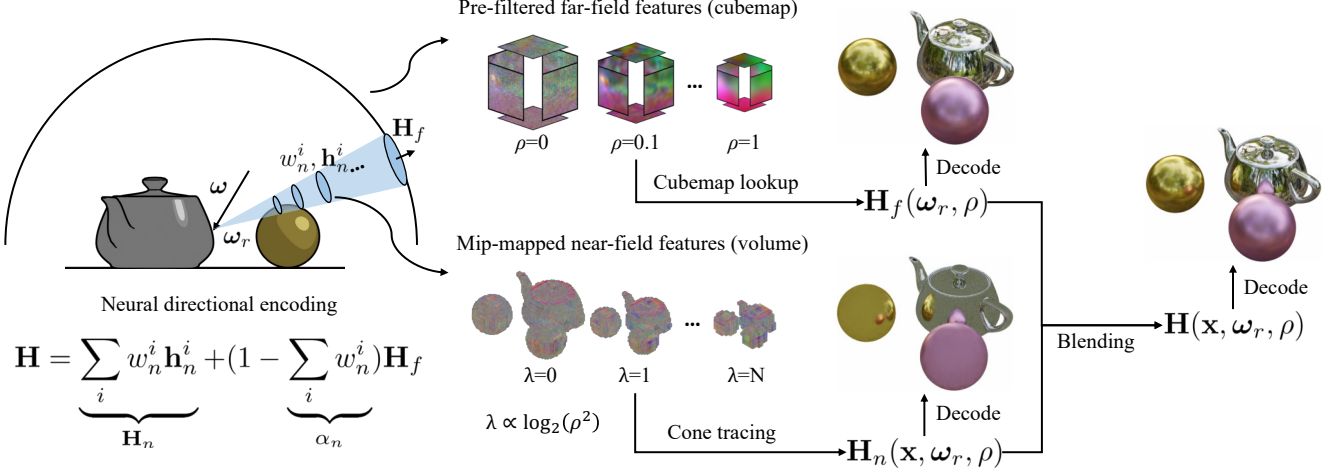 Pre-filtered far-field features (cubemap)
ρ=0
ρ=0.1
...
ρ=1
Cubemap lookup
Decode
H_f(ω_r, ρ)
H_f
w_n^i, h_n^i ...
ω
ω_r
Neural directional encoding
H = ∑_i w_n^i h_n^i + (1 − ∑_i w_n^i)H_f
H_n
α_n
Mip-mapped near-field features (volume)
λ=0
λ=1
...
λ=N
λ ∝ log₂(ρ²)
Cone tracing
Decode
H_n(x, ω_r, ρ)
Blending
Decode
H(x, ω_r, ρ)